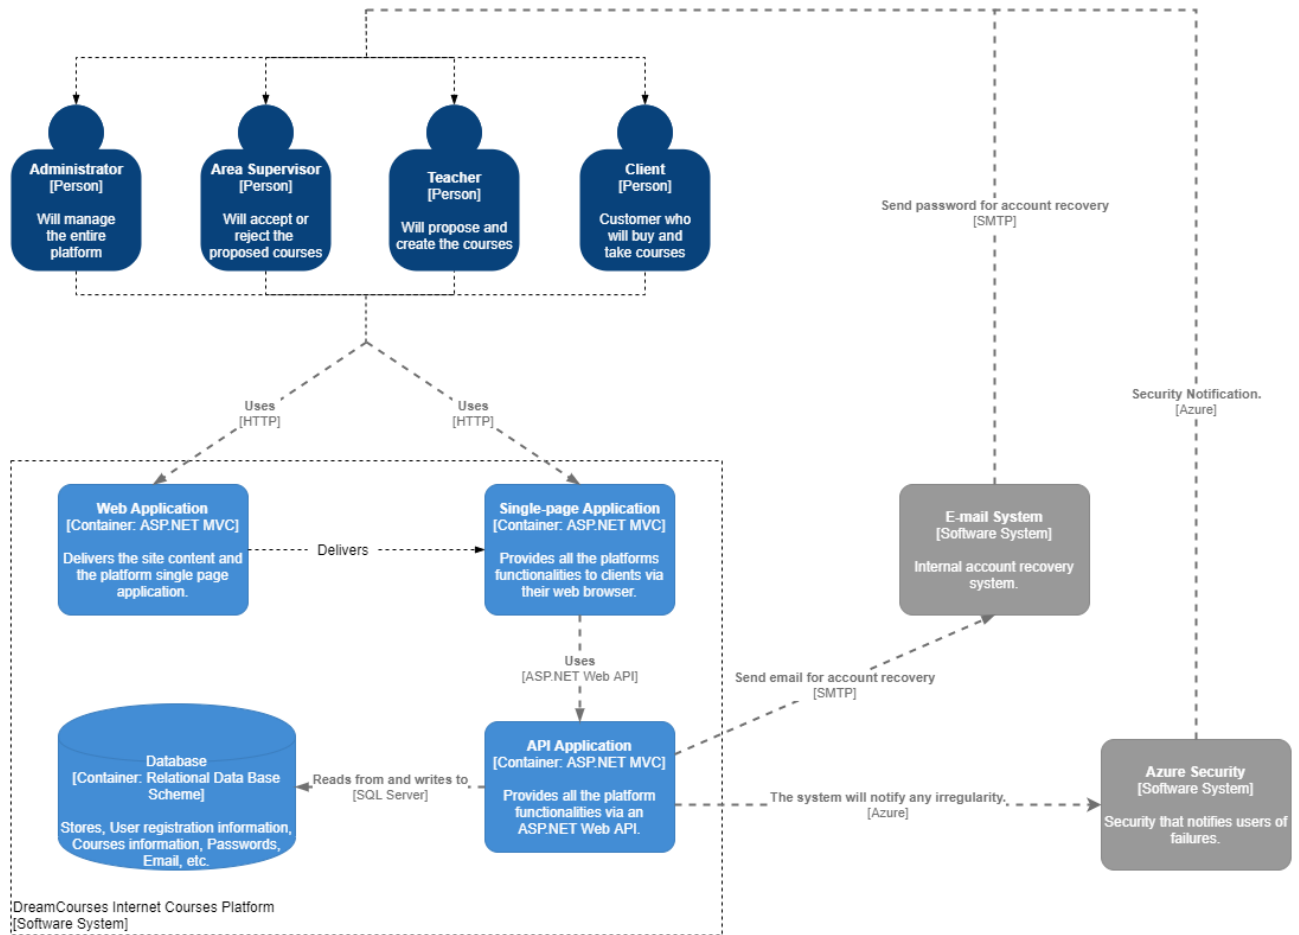 Administrator
[Person]
Will manage
the entire
platform
Area Supervisor
[Person]
Will accept or
reject the
proposed courses
Teacher
[Person]
Will propose and
create the courses
Client
[Person]
Customer who
will buy and
take courses
Send password for account recovery
[SMTP]
Security Notification.
[Azure]
Uses
[HTTP]
Uses
[HTTP]
Web Application
[Container: ASP.NET MVC]
Delivers the site content and
the platform single page
application.
Delivers
Single-page Application
[Container: ASP.NET MVC]
Provides all the platforms
functionalities to clients via
their web browser.
E-mail System
[Software System]
Internal account recovery
system.
Uses
[ASP.NET Web API]
Send email for account recovery
[SMTP]
Database
[Container: Relational Data Base
Scheme]
Stores, User registration information,
Courses information, Passwords,
Email, etc.
Reads from and writes to
[SQL Server]
API Application
[Container: ASP.NET MVC]
Provides all the platform
functionalities via an
ASP.NET Web API.
The system will notify any irregularity.
[Azure]
Azure Security
[Software System]
Security that notifies users of
failures.
DreamCourses Internet Courses Platform
[Software System]